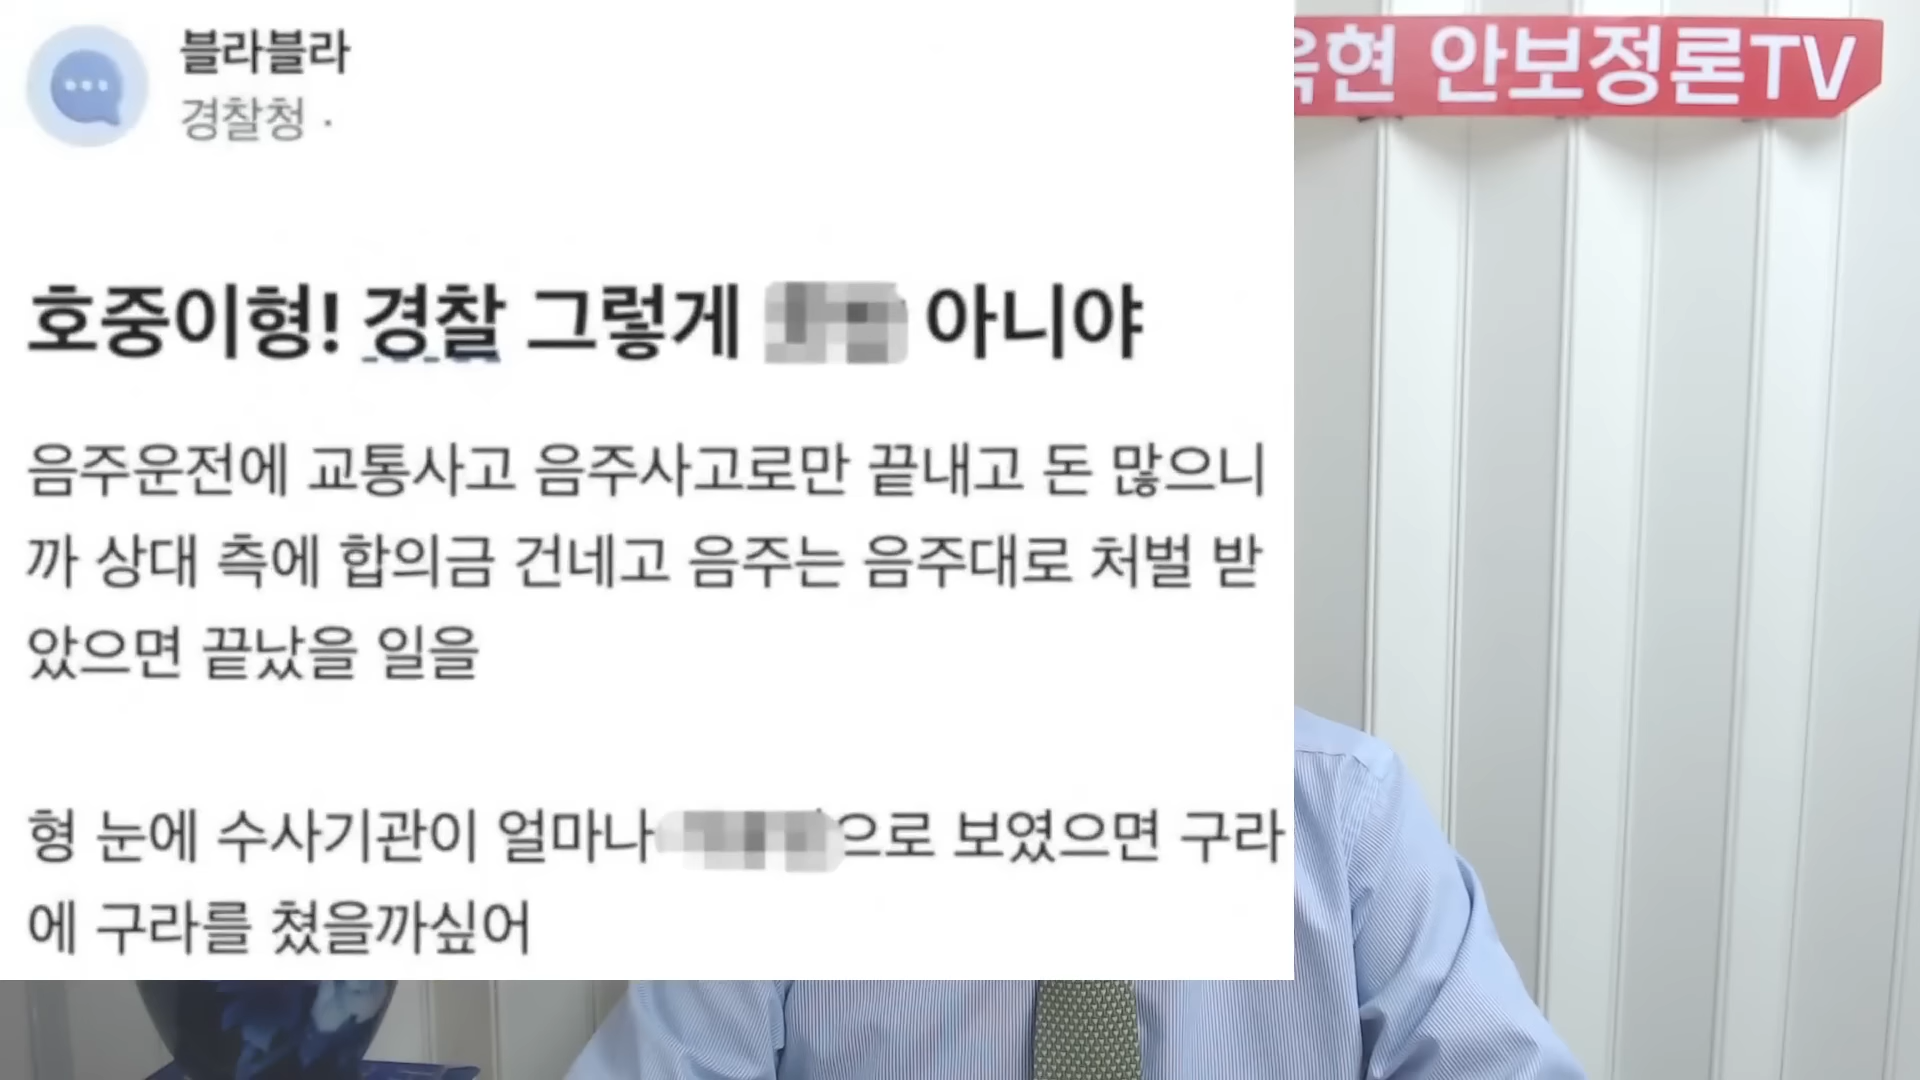 블라블라
경찰청 ·
현 안보정론TV
호중이형! 경찰 그렇게 아니야
음주운전에 교통사고 음주사고로만 끝내고 돈 많으니
까 상대 측에 합의금 건네고 음주는 음주대로 처벌 받
았으면 끝났을 일을
형 눈에 수사기관이 얼마나 으로 보였으면 구라
에 구라를 쳤을까싶어